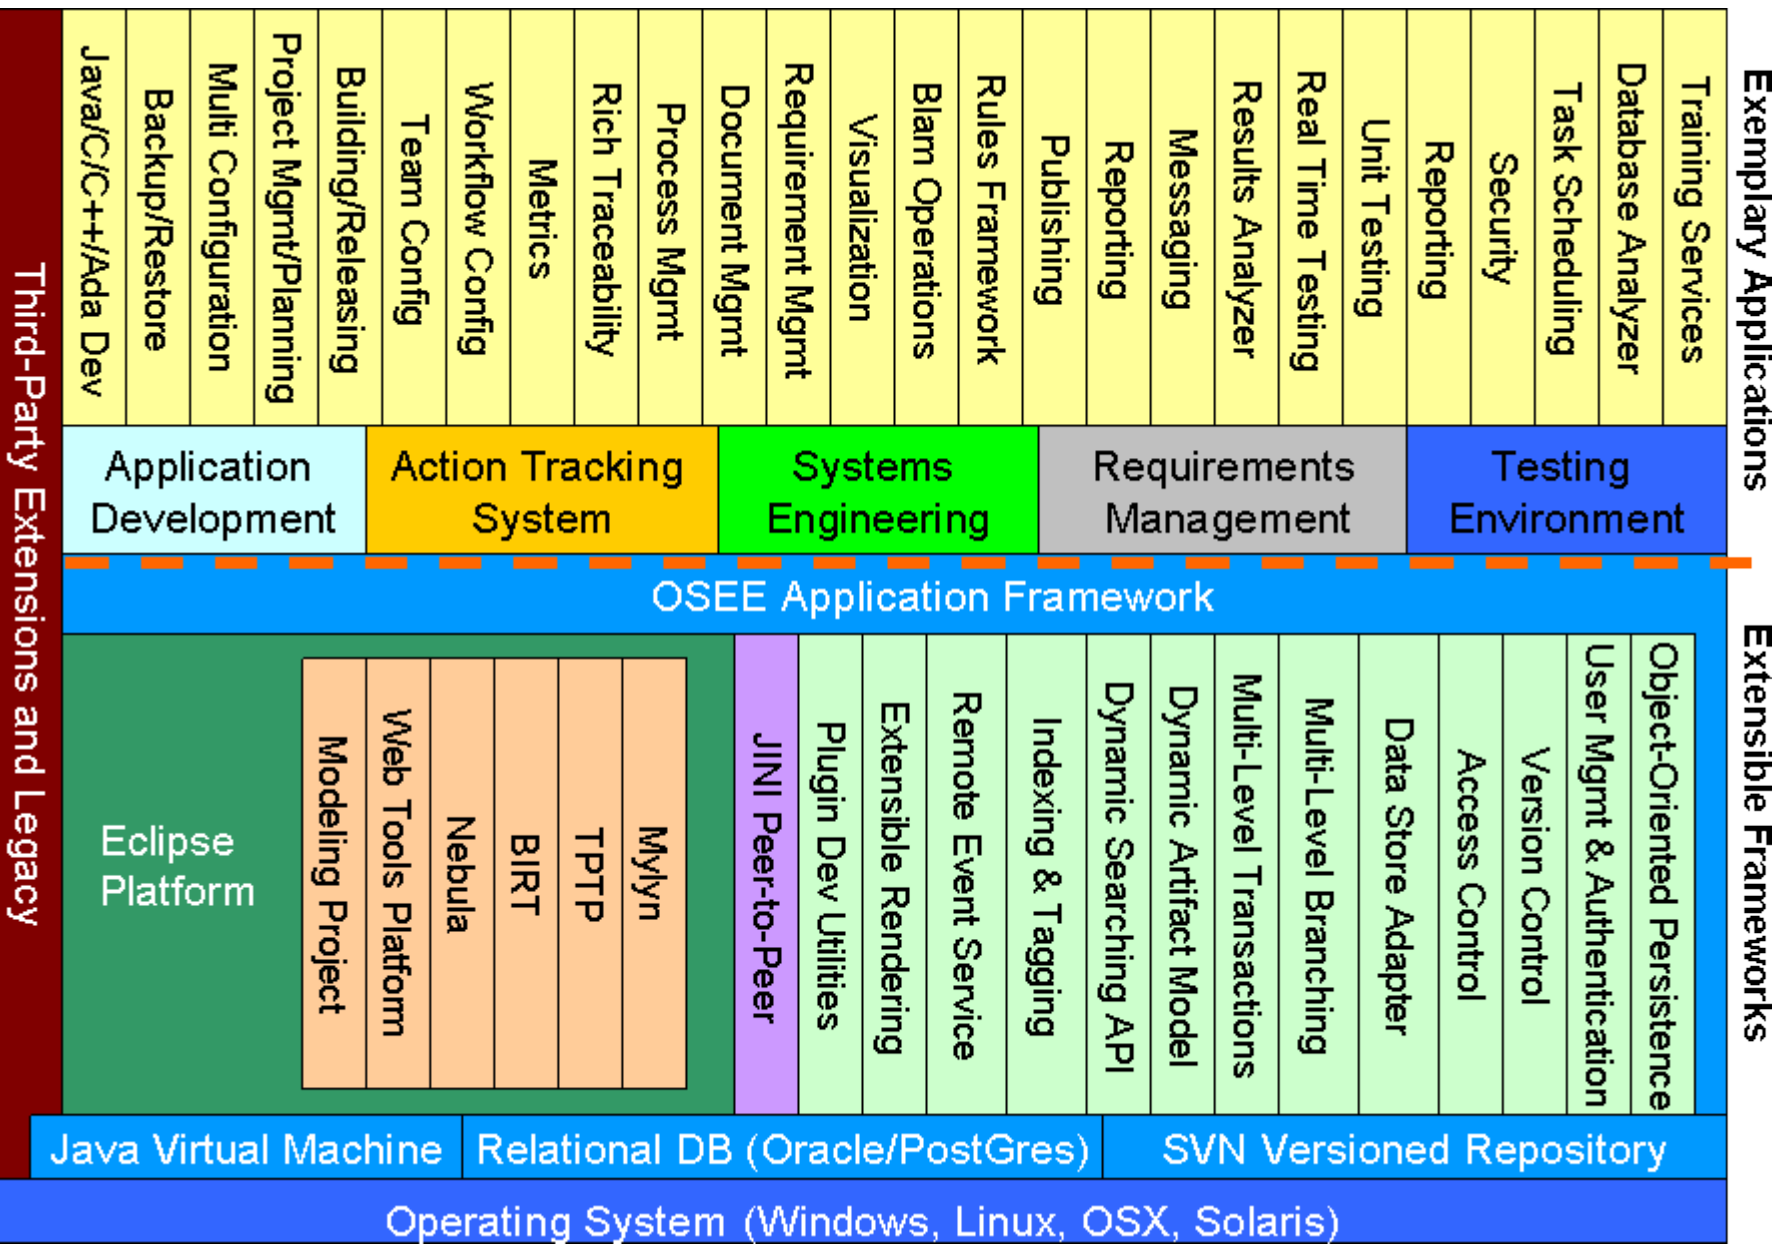 Java/C/C++/Ada Dev
Backup/Restore
Multi Configuration
Project Mgmt/Planning
Building/Releasing
Team Config
Workflow Config
Metrics
Rich Traceability
Process Mgmt
Document Mgmt
Requirement Mgmt
Visualization
Blam Operations
Rules Framework
Publishing
Reporting
Messaging
Results Analyzer
Real Time Testing
Unit Testing
Reporting
Security
Task Scheduling
Database Analyzer
Training Services
Exemplary Applications
Third-Party Extensions and Legacy
Application
Development
Action Tracking
System
Systems
Engineering
Requirements
Management
Testing
Environment
OSEE Application Framework
Eclipse
Platform
Modeling Project
Web Tools Platform
Nebula
BIRT
TPTP
Mylyn
JINI Peer-to-Peer
Plugin Dev Utilities
Extensible Rendering
Remote Event Service
Indexing & Tagging
Dynamic Searching API
Dynamic Artifact Model
Multi-Level Transactions
Multi-Level Branching
Data Store Adapter
Access Control
Version Control
User Mgmt & Authentication
Object-Oriented Persistence
Extensible Frameworks
Java Virtual Machine
Relational DB (Oracle/PostGres)
SVN Versioned Repository
Operating System (Windows, Linux, OSX, Solaris)